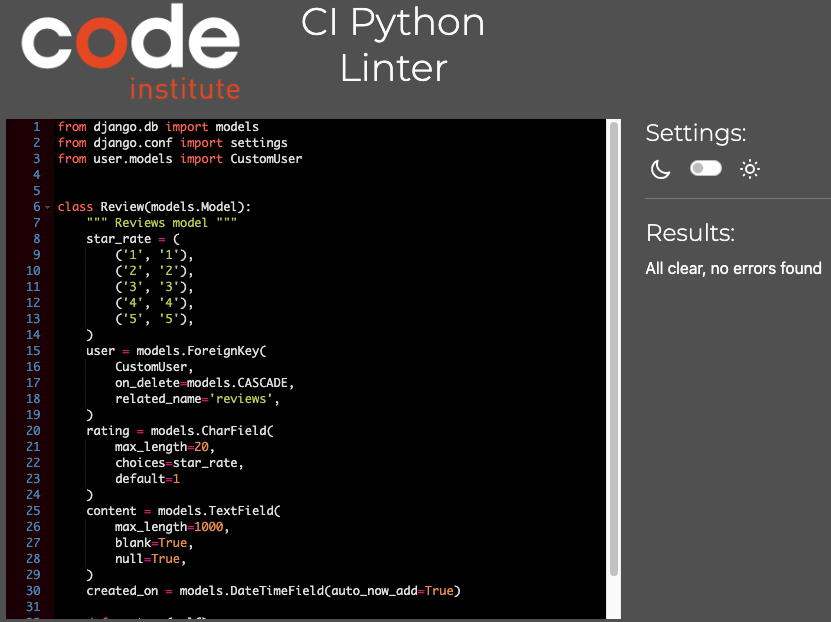 code
institute
CI Python
Linter
1 from django.db import models
2 from django.conf import settings
3 from user.models import CustomUser
4
5
6 class Review(models.Model):
7     """ Reviews model """
8     star_rate = (
9         ('1', '1'),
10         ('2', '2'),
11         ('3', '3'),
12         ('4', '4'),
13         ('5', '5'),
14     )
15     user = models.ForeignKey(
16         CustomUser,
17         on_delete=models.CASCADE,
18         related_name='reviews',
19     )
20     rating = models.CharField(
21         max_length=20,
22         choices=star_rate,
23         default=1
24     )
25     content = models.TextField(
26         max_length=1000,
27         blank=True,
28         null=True,
29     )
30     created_on = models.DateTimeField(auto_now_add=True)
31
Settings:
Results:
All clear, no errors found